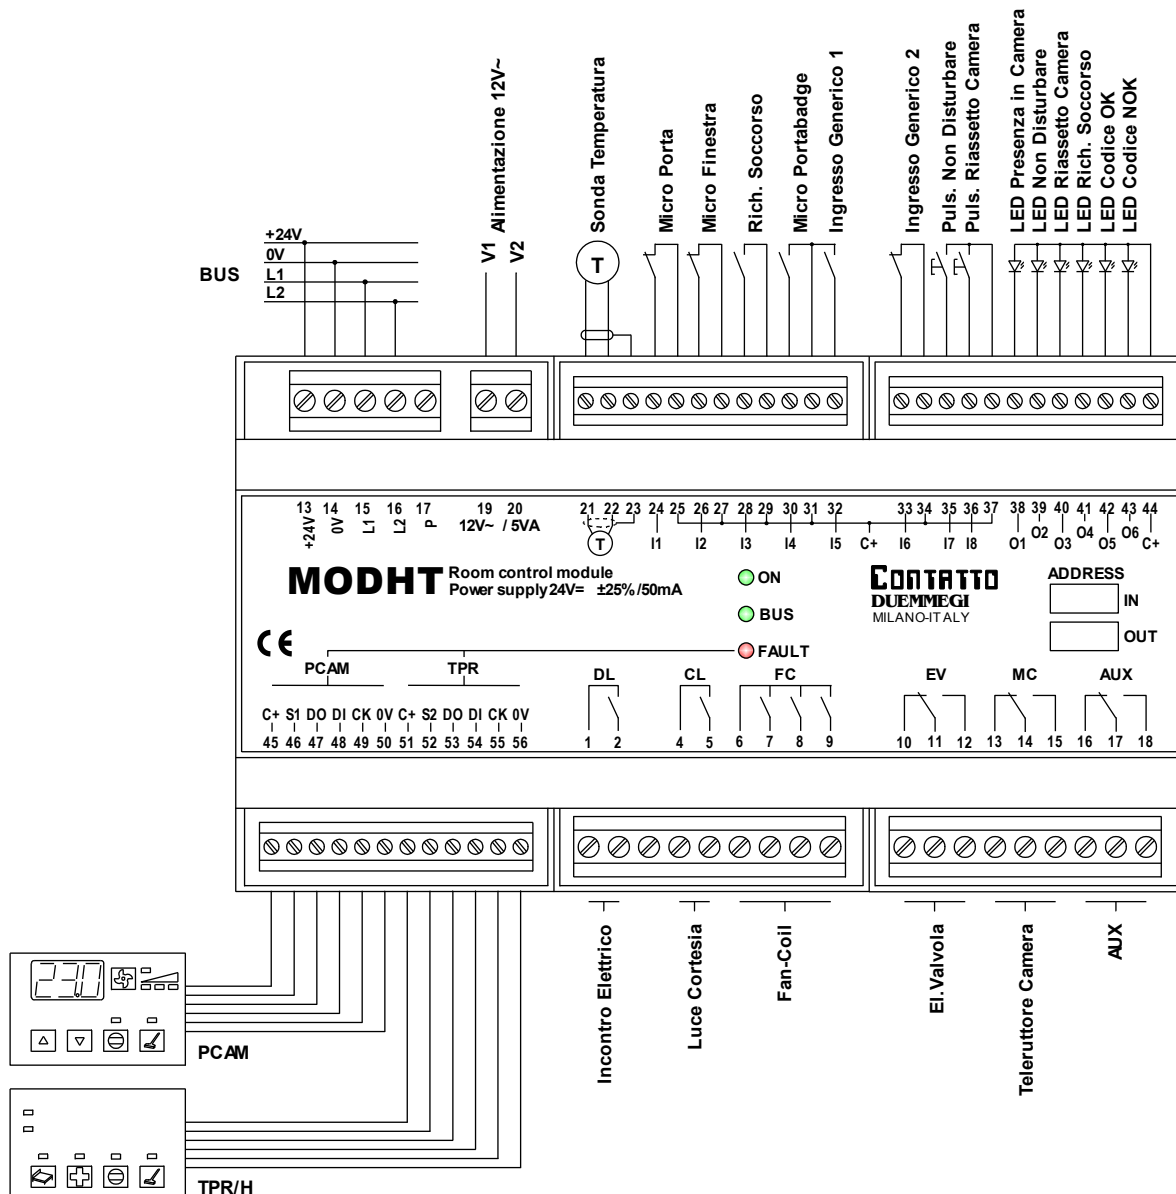 BUS
+24V
0V
L1
L2
V1
Alimentazione 12V~
V2
Sonda Temperatura
T
Micro Porta
Micro Finestra
Rich. Soccorso
Micro Portabadge
Ingresso Generico 1
Ingresso Generico 2
Puls. Non Disturbare
Puls. Riassetto Camera
LED Presenza in Camera
LED Non Disturbare
LED Riassetto Camera
LED Rich. Soccorso
LED Codice OK
LED Codice NOK
13 14 15 16 17 19 20 21 22 23 24 25 26 27 28 29 30 31 32 33 34 35 36 37 38 39 40 41 42 43 44
+24V 0V L1 L2 P
12V~ / 5VA
T
I1 I2 I3 I4 I5 C+ I6 I7 I8 O1 O2 O3 O4 O5 O6 C+
MODHT
Room control module
Power supply 24V= ±25%/50mA
ON
BUS
FAULT
CONTATTO
DUEMMEGI
MILANO-ITALY
ADDRESS
IN
OUT
CE
PCAM TPR DL CL FC EV MC AUX
C+ S1 DO DI CK 0V C+ S2 DO DI CK 0V
45 46 47 48 49 50 51 52 53 54 55 56
1 2 4 5 6 7 8 9 10 11 12 13 14 15 16 17 18
Incontro Elettrico
Luce Cortesia
Fan-Coil
El.Valvola
Teleruttore Camera
AUX
23.0
PCAM
TPR/H